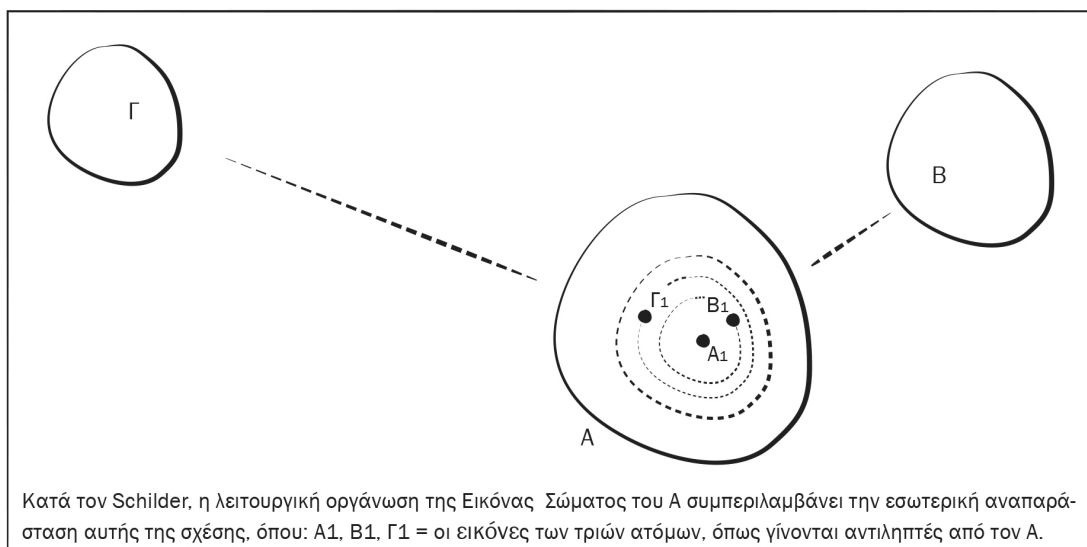 Γ
Β
Γ1
Β1
Α1
Α
Κατά τον Schilder, η λειτουργική οργάνωση της Εικόνας Σώματος του Α συμπεριλαμβάνει την εσωτερική αναπαρά-
σταση αυτής της σχέσης, όπου: Α1, Β1, Γ1 = οι εικόνες των τριών ατόμων, όπως γίνονται αντιληπτές από τον Α.